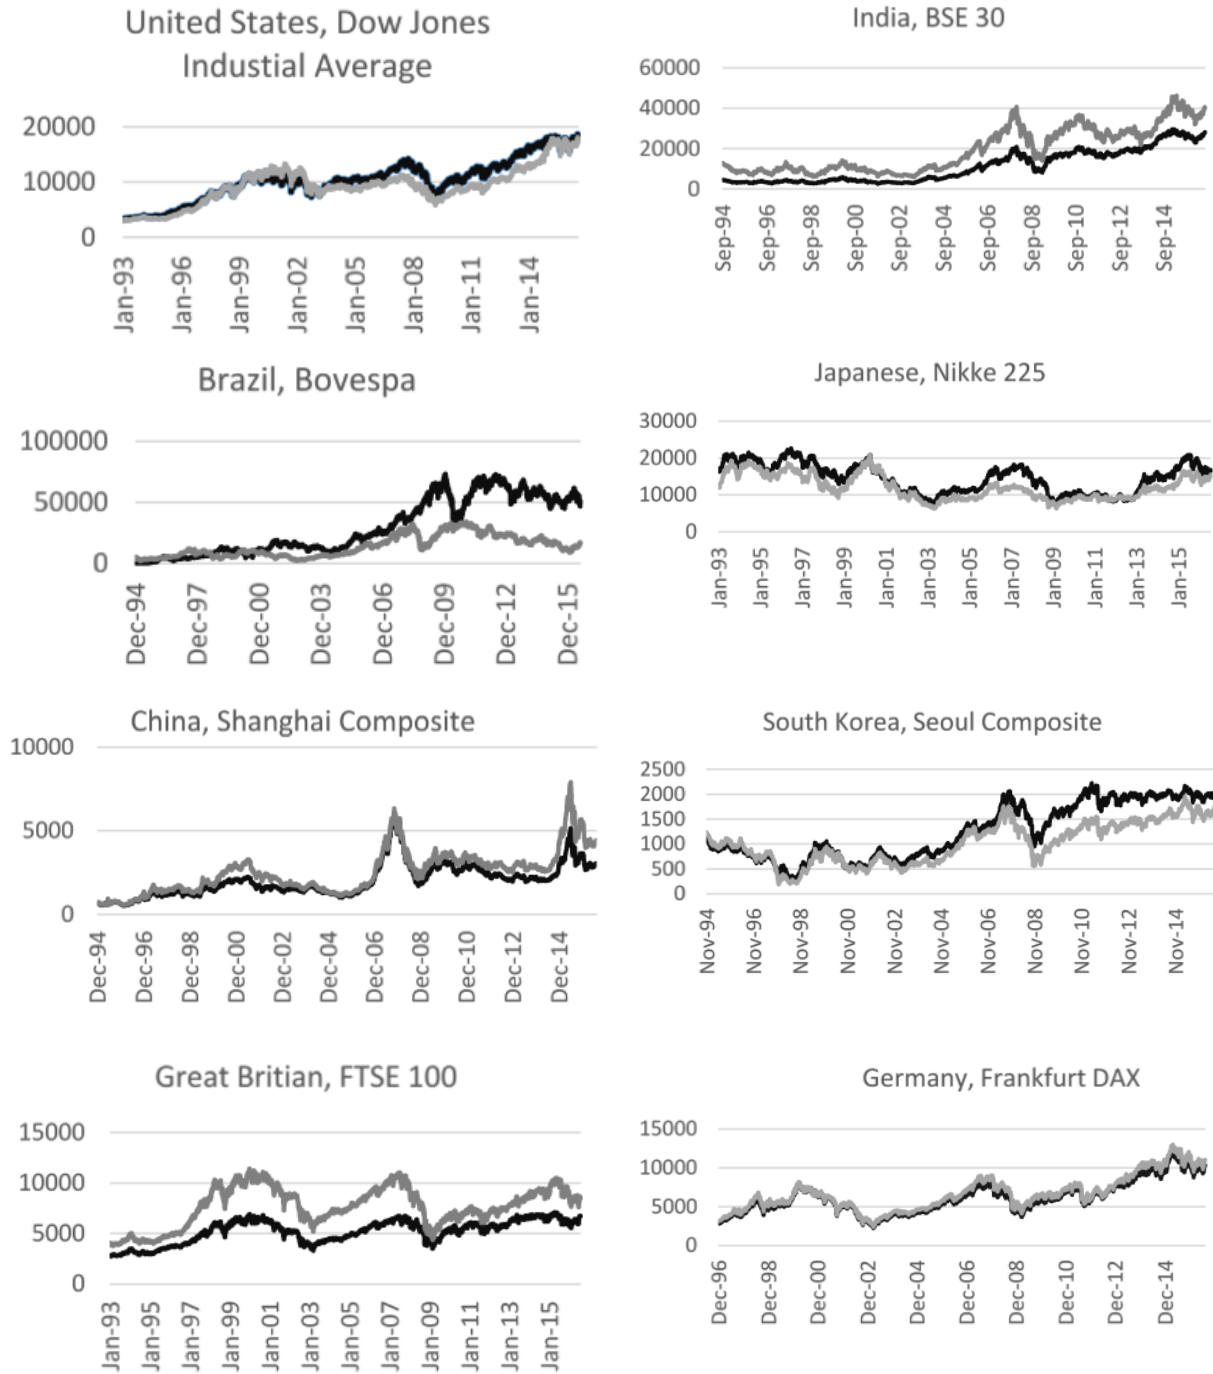 United States, Dow Jones
Industial Average
20000
10000
0
Jan-93
Jan-96
Jan-99
Jan-02
Jan-05
Jan-08
Jan-11
Jan-14
India, BSE 30
60000
40000
20000
0
Sep-94
Sep-96
Sep-98
Sep-00
Sep-02
Sep-04
Sep-06
Sep-08
Sep-10
Sep-12
Sep-14
Brazil, Bovespa
100000
50000
0
Dec-94
Dec-97
Dec-00
Dec-03
Dec-06
Dec-09
Dec-12
Dec-15
Japanese, Nikke 225
30000
20000
10000
0
Jan-93
Jan-95
Jan-97
Jan-99
Jan-01
Jan-03
Jan-05
Jan-07
Jan-09
Jan-11
Jan-13
Jan-15
China, Shanghai Composite
10000
5000
0
Dec-94
Dec-96
Dec-98
Dec-00
Dec-02
Dec-04
Dec-06
Dec-08
Dec-10
Dec-12
Dec-14
South Korea, Seoul Composite
2500
2000
1500
1000
500
0
Nov-94
Nov-96
Nov-98
Nov-00
Nov-02
Nov-04
Nov-06
Nov-08
Nov-10
Nov-12
Nov-14
Great Britian, FTSE 100
15000
10000
5000
0
Jan-93
Jan-95
Jan-97
Jan-99
Jan-01
Jan-03
Jan-05
Jan-07
Jan-09
Jan-11
Jan-13
Jan-15
Germany, Frankfurt DAX
15000
10000
5000
0
Dec-96
Dec-98
Dec-00
Dec-02
Dec-04
Dec-06
Dec-08
Dec-10
Dec-12
Dec-14